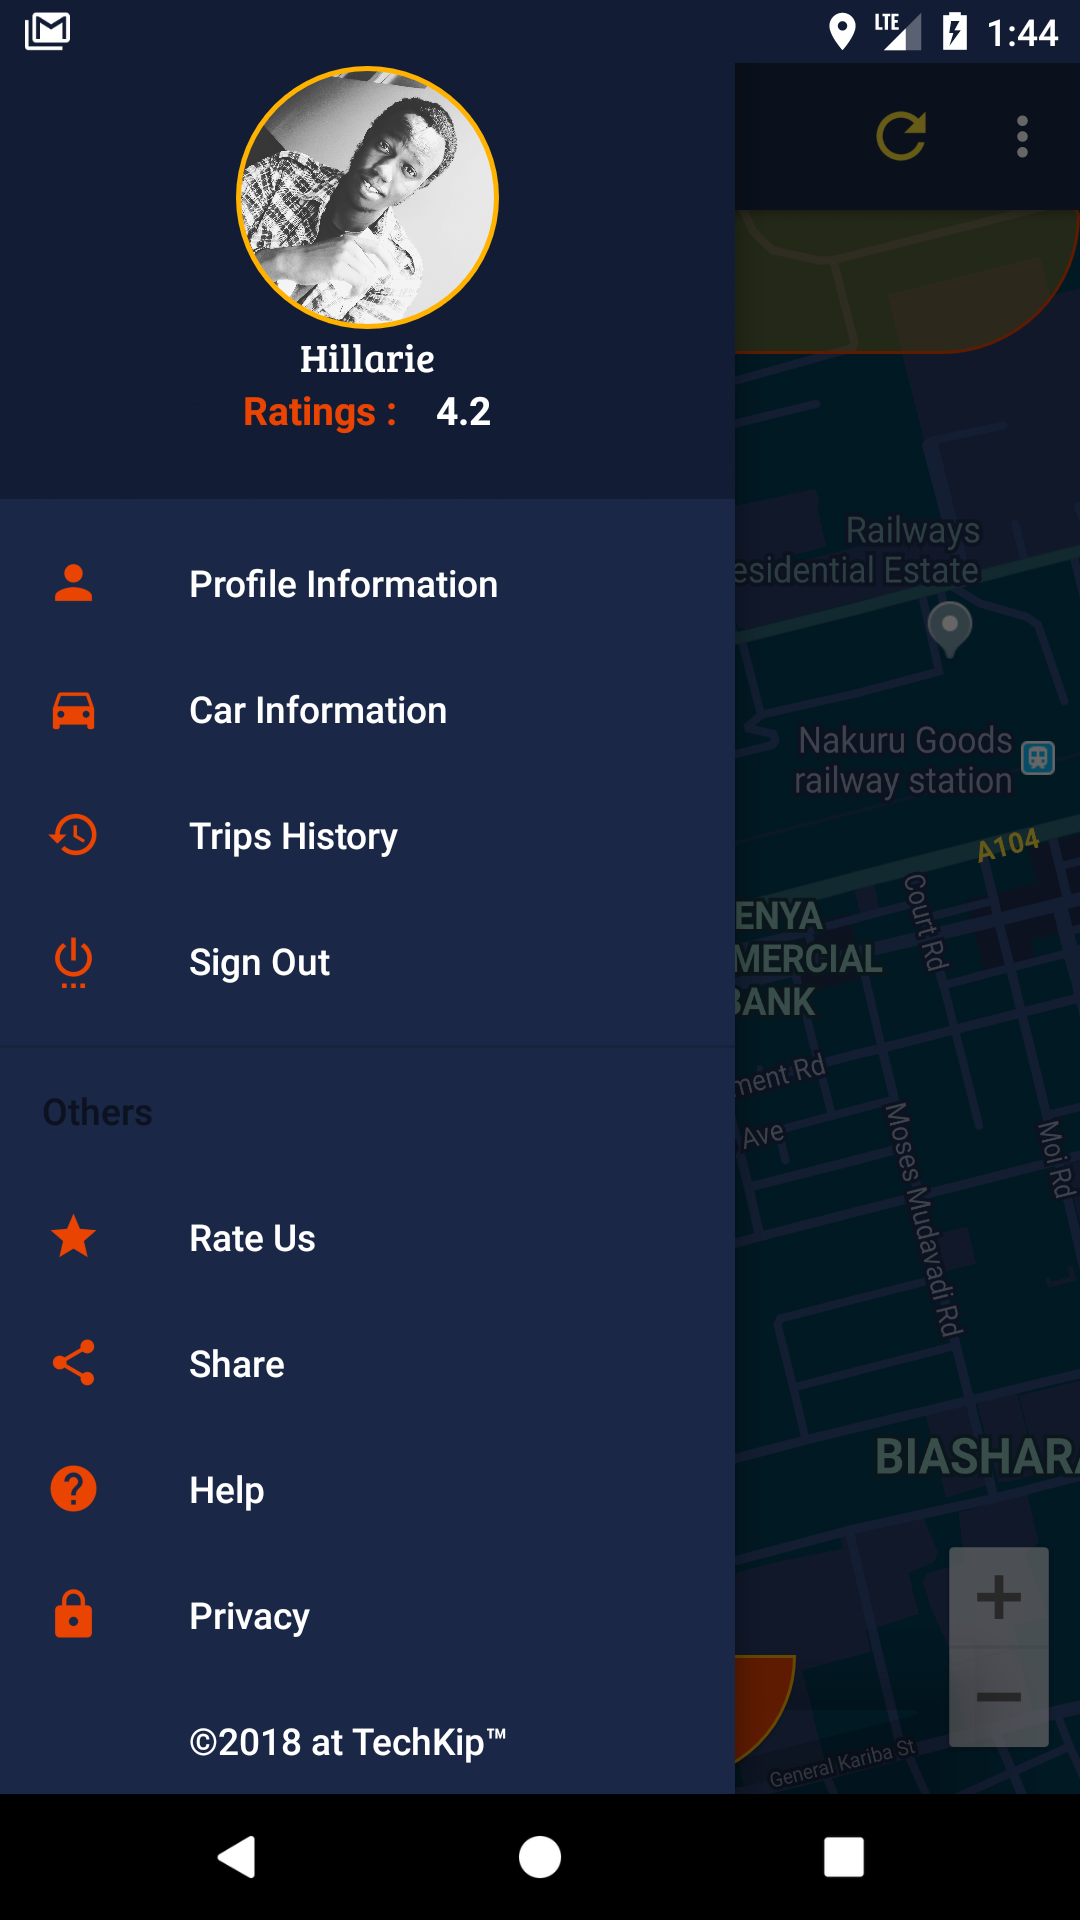 LTE 1:44
Hillarie
Ratings : 4.2
Profile Information
Car Information
Trips History
Sign Out
Others
Rate Us
Share
Help
Privacy
©2018 at TechKip™
Railways
esidential Estate
Nakuru Goods
railway station
A104
Court Rd
ENYA
MERCIAL
BANK
ment Rd
Ave
Moses Mudavadi Rd
Moi Rd
BIASHARA
General Kariba St